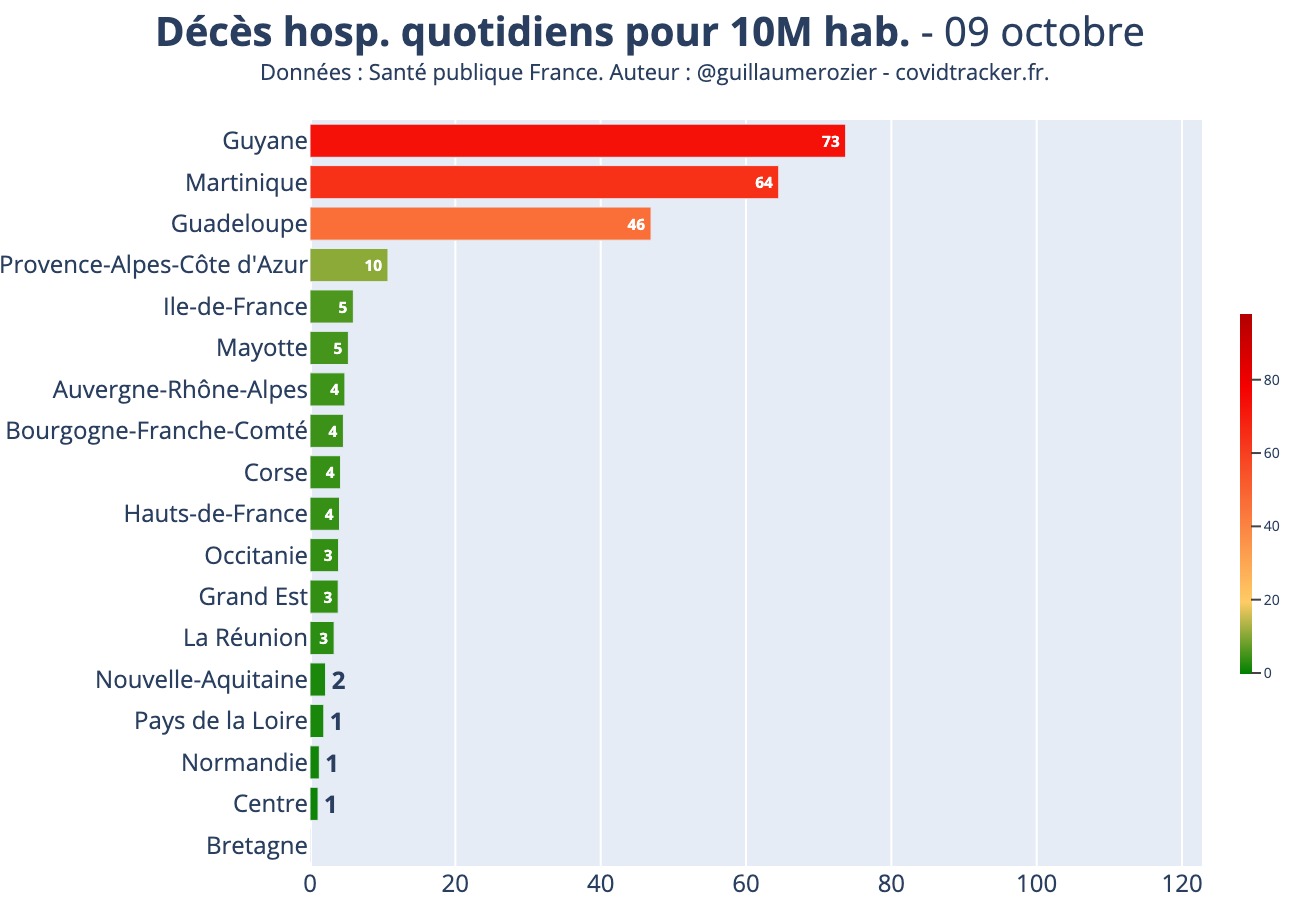 Décès hosp. quotidiens pour 10M hab. - 09 octobre
Données : Santé publique France. Auteur : @guillaumerozier - covidtracker.fr.
Guyane 73
Martinique 64
Guadeloupe 46
Provence-Alpes-Côte d'Azur 10
Ile-de-France 5
Mayotte 5
Auvergne-Rhône-Alpes 4
Bourgogne-Franche-Comté 4
Corse 4
Hauts-de-France 4
Occitanie 3
Grand Est 3
La Réunion 3
Nouvelle-Aquitaine 2
Pays de la Loire 1
Normandie 1
Centre 1
Bretagne
0 20 40 60 80 100 120
80
60
40
20
0